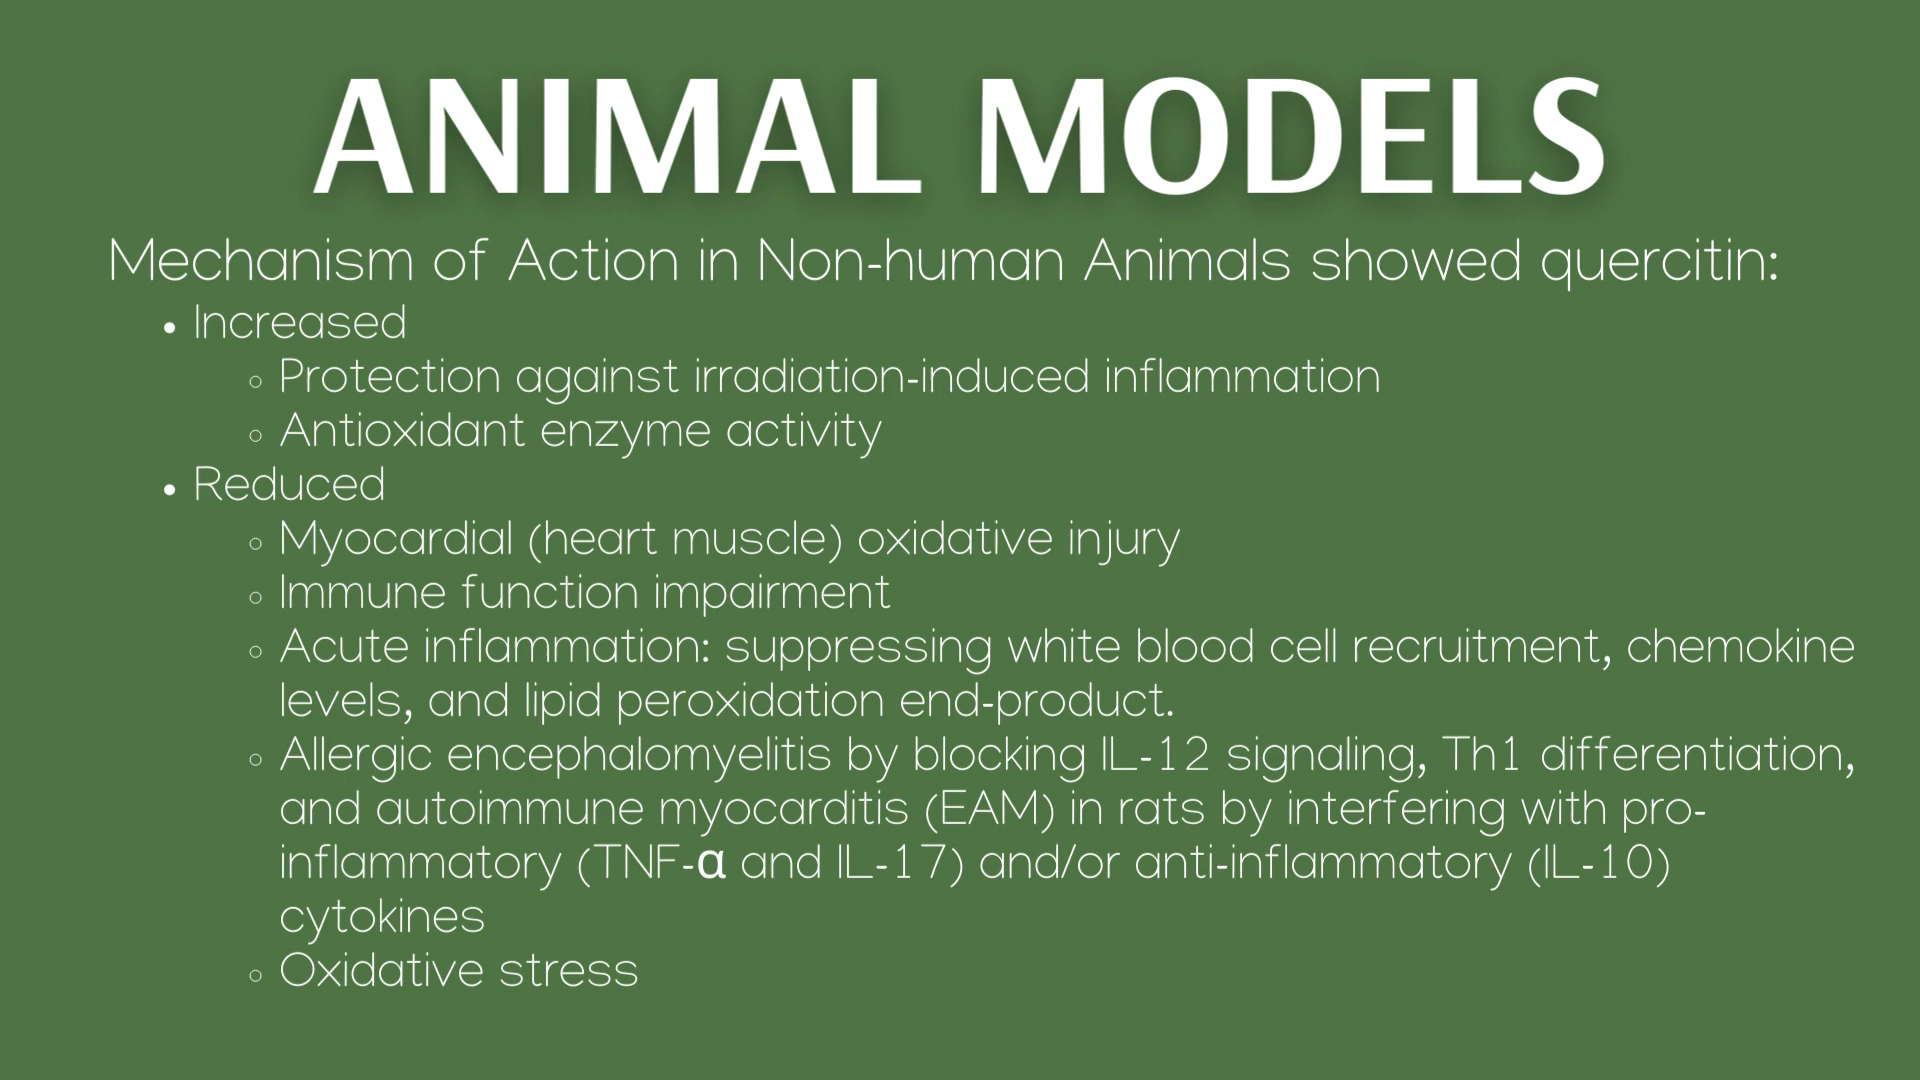 ANIMAL MODELS
Mechanism of Action in Non-human Animals showed quercitin:
• Increased
◦ Protection against irradiation-induced inflammation
◦ Antioxidant enzyme activity
• Reduced
◦ Myocardial (heart muscle) oxidative injury
◦ Immune function impairment
◦ Acute inflammation: suppressing white blood cell recruitment, chemokine
levels, and lipid peroxidation end-product.
◦ Allergic encephalomyelitis by blocking IL-12 signaling, Th1 differentiation,
and autoimmune myocarditis (EAM) in rats by interfering with pro-
inflammatory (TNF-α and IL-17) and/or anti-inflammatory (IL-10)
cytokines
◦ Oxidative stress